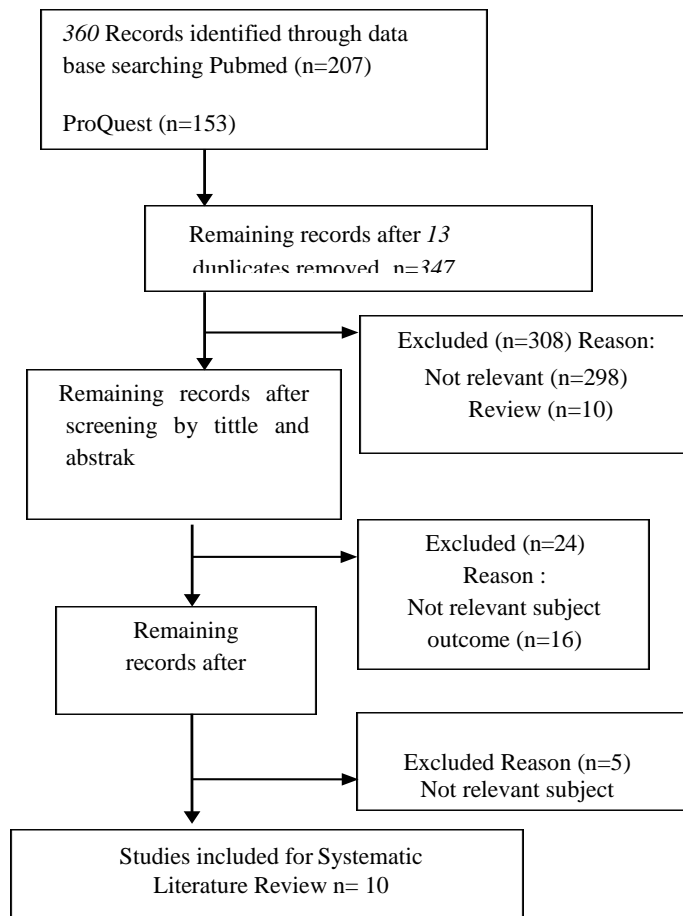 360 Records identified through data
base searching Pubmed (n=207)
ProQuest (n=153)
Remaining records after 13
duplicates removed n=347
Excluded (n=308) Reason:
Not relevant (n=298)
Review (n=10)
Remaining records after
screening by tittle and
abstrak
Excluded (n=24)
Reason :
Not relevant subject
outcome (n=16)
Remaining
records after
Excluded Reason (n=5)
Not relevant subject
Studies included for Systematic
Literature Review n= 10